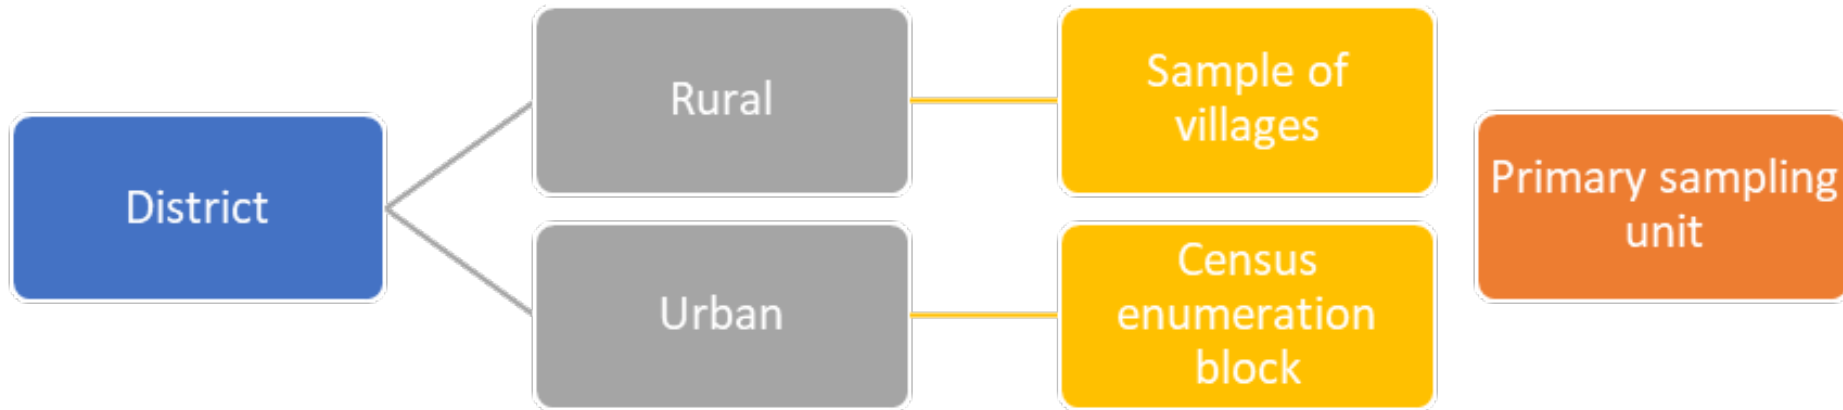 District
Rural
Sample of
villages
Urban
Census
enumeration
block
Primary sampling
unit